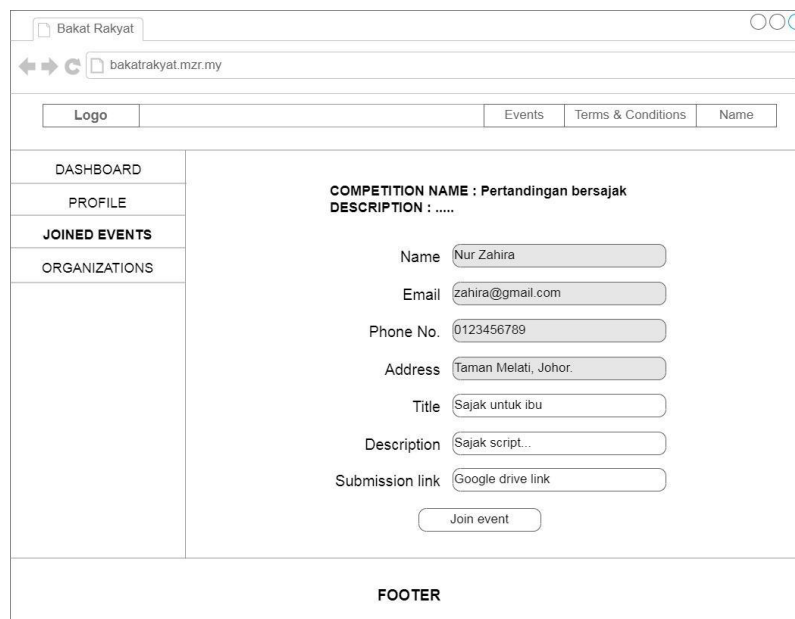 Bakat Rakyat
bakatrakyat.mzr.my
Logo Events Terms & Conditions Name
DASHBOARD
PROFILE
JOINED EVENTS
ORGANIZATIONS
COMPETITION NAME : Pertandingan bersajak
DESCRIPTION : .....
Name Nur Zahira
Email zahira@gmail.com
Phone No. 0123456789
Address Taman Melati, Johor.
Title Sajak untuk ibu
Description Sajak script...
Submission link Google drive link
Join event
FOOTER